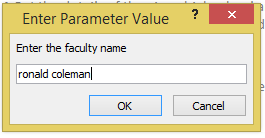 Enter Parameter Value
?
Enter the faculty name
ronald coleman
OK
Cancel